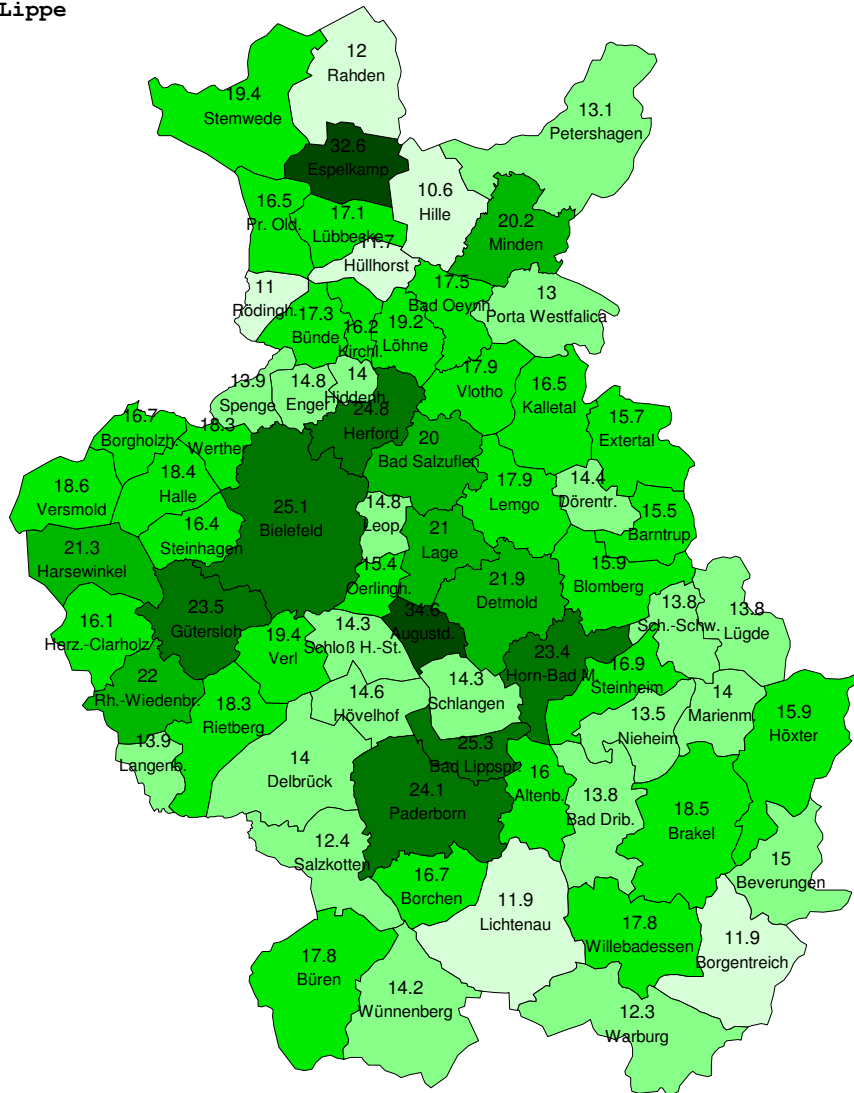 Lippe
12
Rahden
19.4
Stemwede
13.1
Petershagen
32.6
Espelkamp
10.6
Hille
16.5
Pr. Old.
17.1
Lübbecke
20.2
Minden
11.7
Hüllhorst
11
Rödingh.
17.5
Bad Oeynh.
13
Porta Westfalica
17.3
Bünde
16.2
Kirchl.
19.2
Löhne
13.9
Spenge
14.8
Enger
14
Hiddenh.
17.9
Vlotho
16.5
Kalletal
24.8
Herford
15.7
Extertal
16.7
Borgholzh.
18.3
Werther
20
Bad Salzuflen
18.6
Versmold
18.4
Halle
17.9
Lemgo
14.4
Dörentr.
25.1
Bielefeld
14.8
Leop.
16.4
Steinhagen
21
Lage
15.5
Barntrup
21.3
Harsewinkel
15.4
Oerlingh.
21.9
Detmold
15.9
Blomberg
23.5
Gütersloh
34.6
Augustd.
13.8
Sch.-Schw.
13.8
Lügde
16.1
Herz.-Clarholz
19.4
Verl
14.3
Schloß H.-St.
23.4
Horn-Bad M.
16.9
Steinheim
22
Rh.-Wiedenbr.
18.3
Rietberg
14.6
Hövelhof
14.3
Schlangen
13.5
Nieheim
14
Marienm.
15.9
Höxter
13.9
Langenb.
14
Delbrück
25.3
Bad Lippspr.
24.1
Paderborn
16
Altenb.
13.8
Bad Drib.
18.5
Brakel
12.4
Salzkotten
16.7
Borchen
15
Beverungen
11.9
Lichtenau
17.8
Willebadessen
11.9
Borgentreich
17.8
Büren
14.2
Wünnenberg
12.3
Warburg